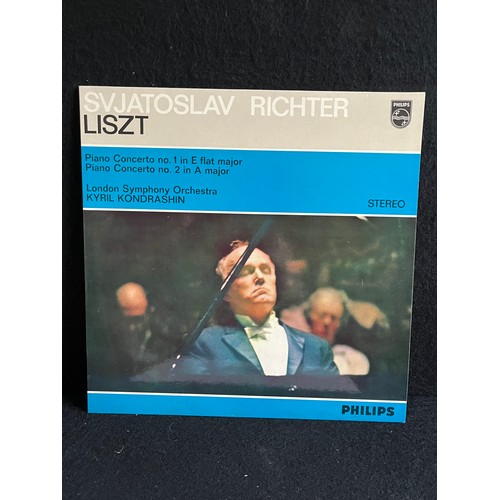 SVJATOSLAV RICHTER
LISZT
PHILIPS
Piano Concerto no. 1 in E flat major
Piano Concerto no. 2 in A major
London Symphony Orchestra
KYRIL KONDRASHIN
STEREO
PHILIPS